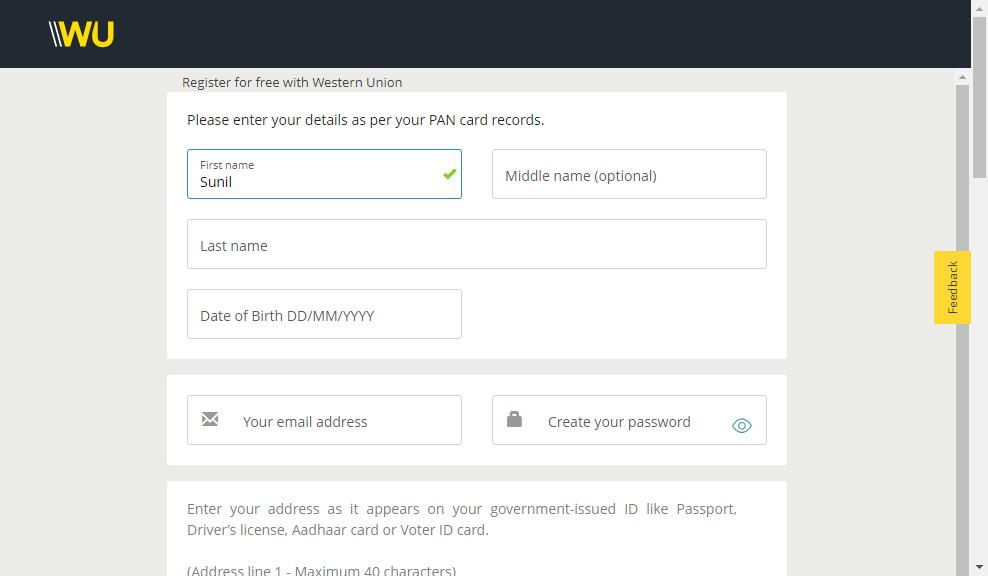 WU
Register for free with Western Union
Please enter your details as per your PAN card records.
First name
Sunil
Middle name (optional)
Last name
Date of Birth DD/MM/YYYY
Feedback
Your email address
Create your password
Enter your address as it appears on your government-issued ID like Passport,
Driver's license, Aadhaar card or Voter ID card.
(Address line 1 - Maximum 40 characters)